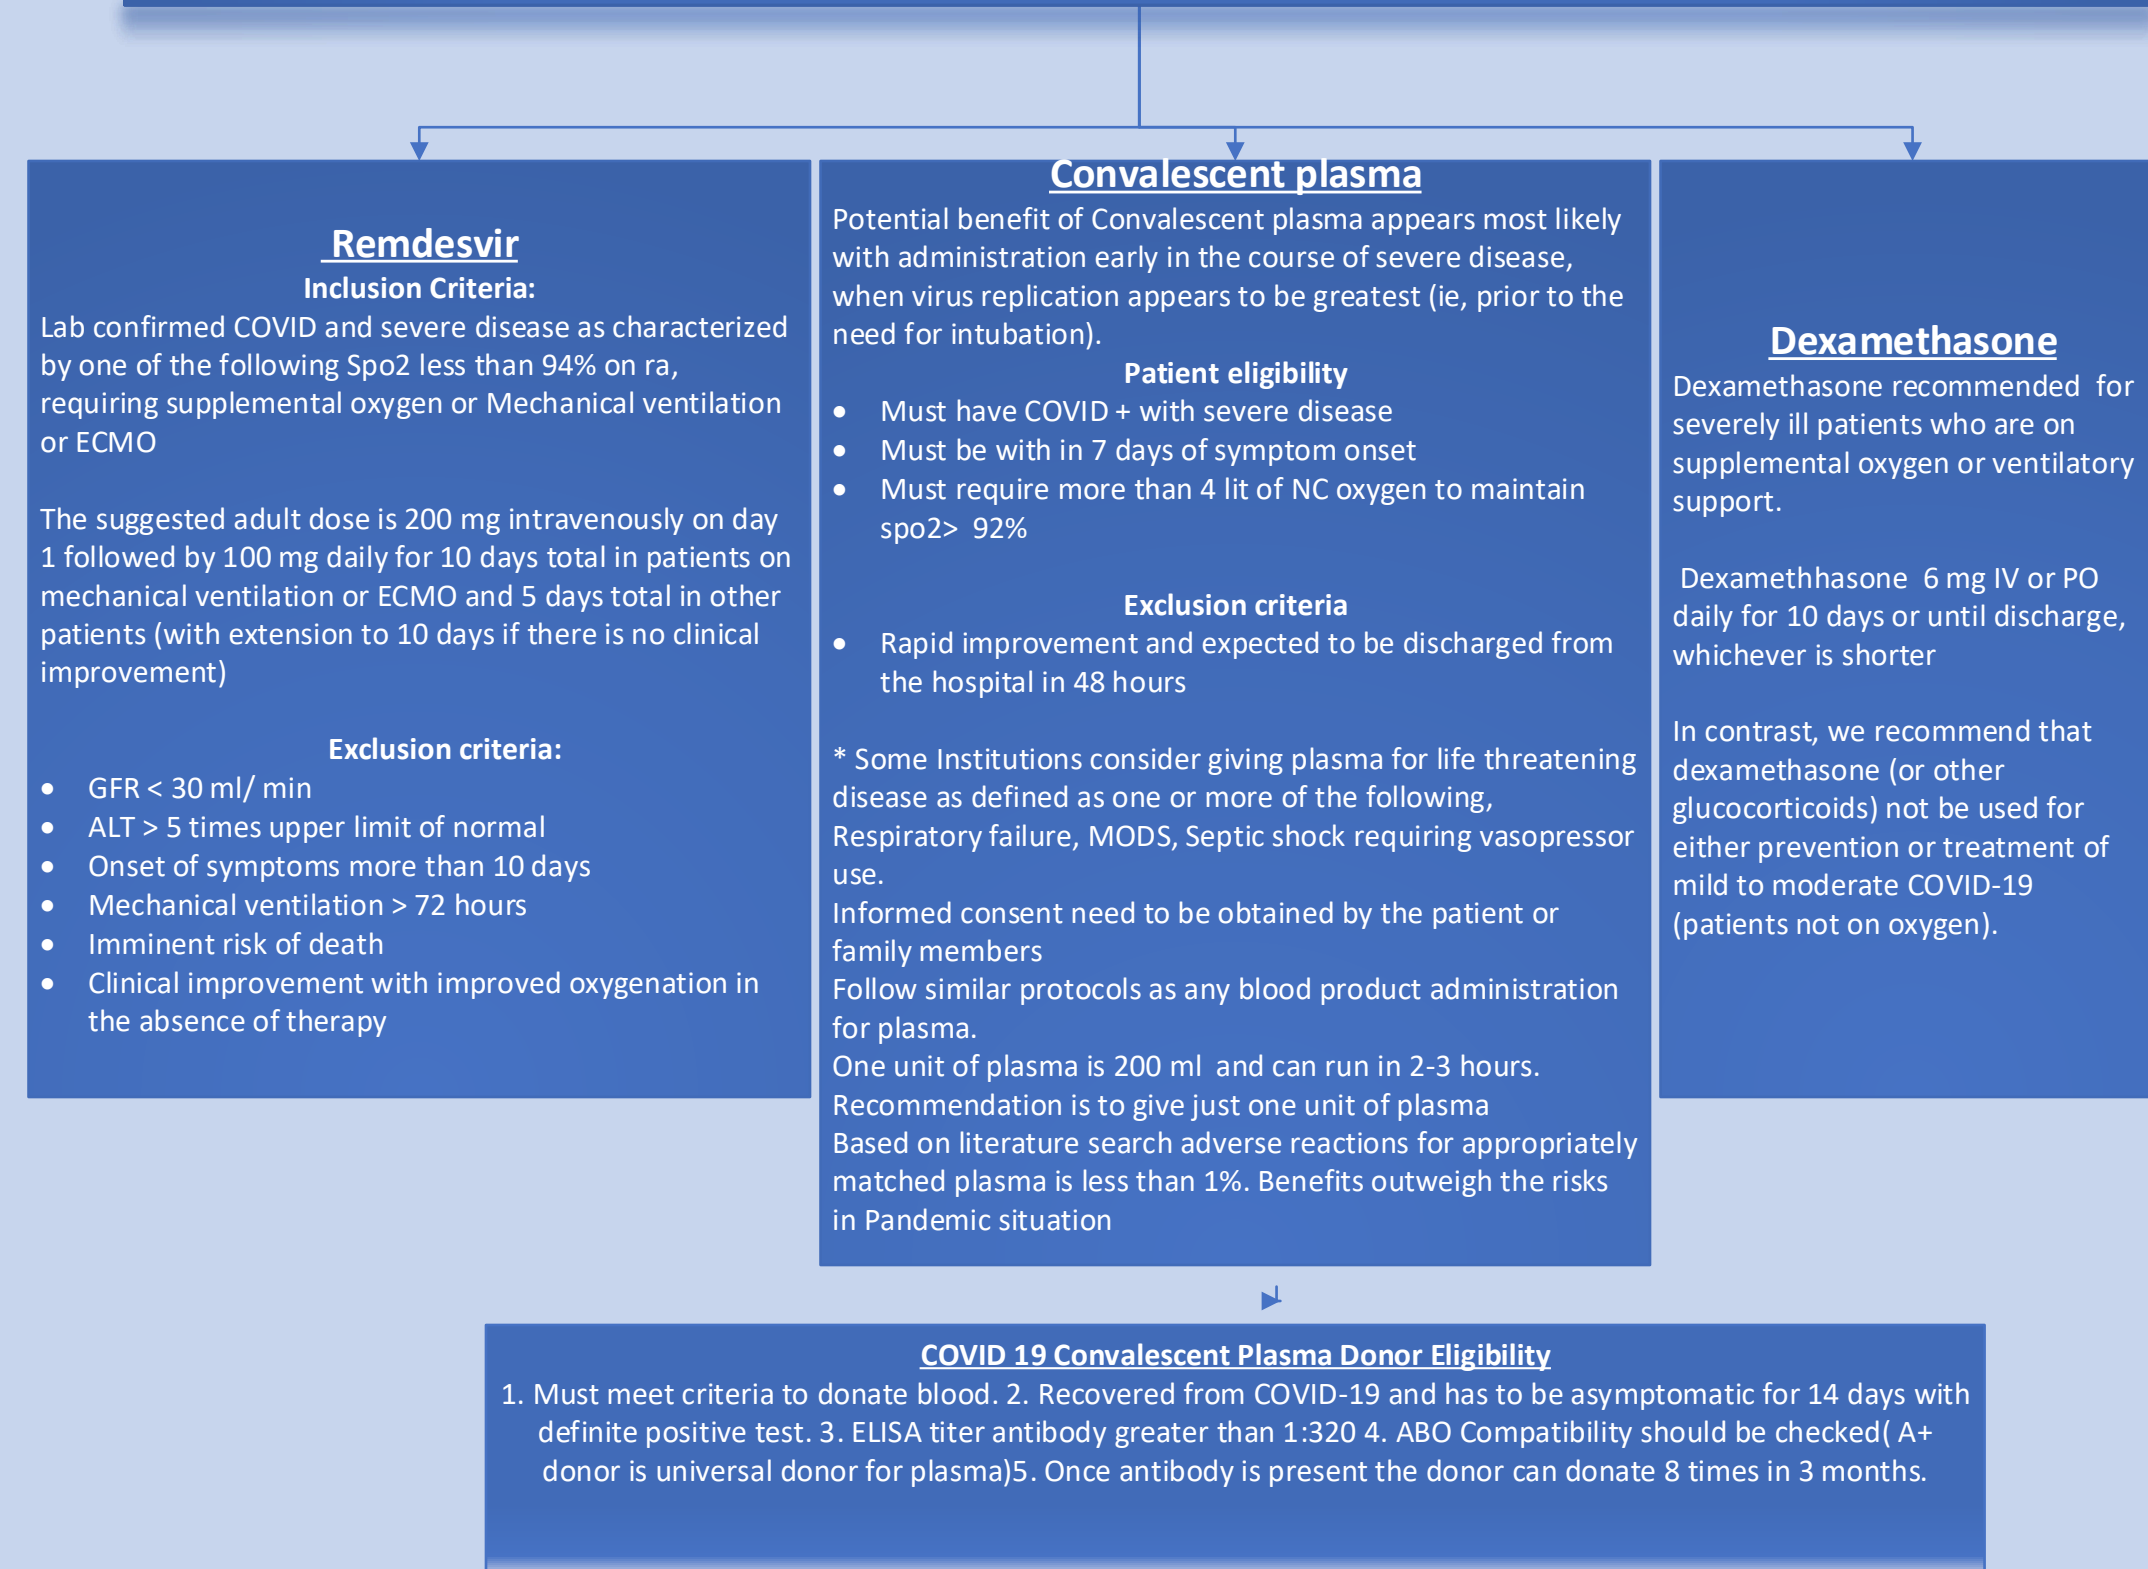 Remdesvir
Inclusion Criteria:
Lab confirmed COVID and severe disease as characterized
by one of the following Spo2 less than 94% on ra,
requiring supplemental oxygen or Mechanical ventilation
or ECMO
The suggested adult dose is 200 mg intravenously on day
1 followed by 100 mg daily for 10 days total in patients on
mechanical ventilation or ECMO and 5 days total in other
patients (with extension to 10 days if there is no clinical
improvement)
Exclusion criteria:
• GFR < 30 ml/ min
• ALT > 5 times upper limit of normal
• Onset of symptoms more than 10 days
• Mechanical ventilation > 72 hours
• Imminent risk of death
• Clinical improvement with improved oxygenation in
the absence of therapy
Convalescent plasma
Potential benefit of Convalescent plasma appears most likely
with administration early in the course of severe disease,
when virus replication appears to be greatest (ie, prior to the
need for intubation).
Patient eligibility
• Must have COVID + with severe disease
• Must be with in 7 days of symptom onset
• Must require more than 4 lit of NC oxygen to maintain
spo2> 92%
Exclusion criteria
• Rapid improvement and expected to be discharged from
the hospital in 48 hours
* Some Institutions consider giving plasma for life threatening
disease as defined as one or more of the following,
Respiratory failure, MODS, Septic shock requiring vasopressor
use.
Informed consent need to be obtained by the patient or
family members
Follow similar protocols as any blood product administration
for plasma.
One unit of plasma is 200 ml and can run in 2-3 hours.
Recommendation is to give just one unit of plasma
Based on literature search adverse reactions for appropriately
matched plasma is less than 1%. Benefits outweigh the risks
in Pandemic situation
Dexamethasone
Dexamethasone recommended for
severely ill patients who are on
supplemental oxygen or ventilatory
support.
Dexamethhasone 6 mg IV or PO
daily for 10 days or until discharge,
whichever is shorter
In contrast, we recommend that
dexamethasone (or other
glucocorticoids) not be used for
either prevention or treatment of
mild to moderate COVID-19
(patients not on oxygen).
COVID 19 Convalescent Plasma Donor Eligibility
1. Must meet criteria to donate blood. 2. Recovered from COVID-19 and has to be asymptomatic for 14 days with
definite positive test. 3. ELISA titer antibody greater than 1:320 4. ABO Compatibility should be checked( A+
donor is universal donor for plasma)5. Once antibody is present the donor can donate 8 times in 3 months.